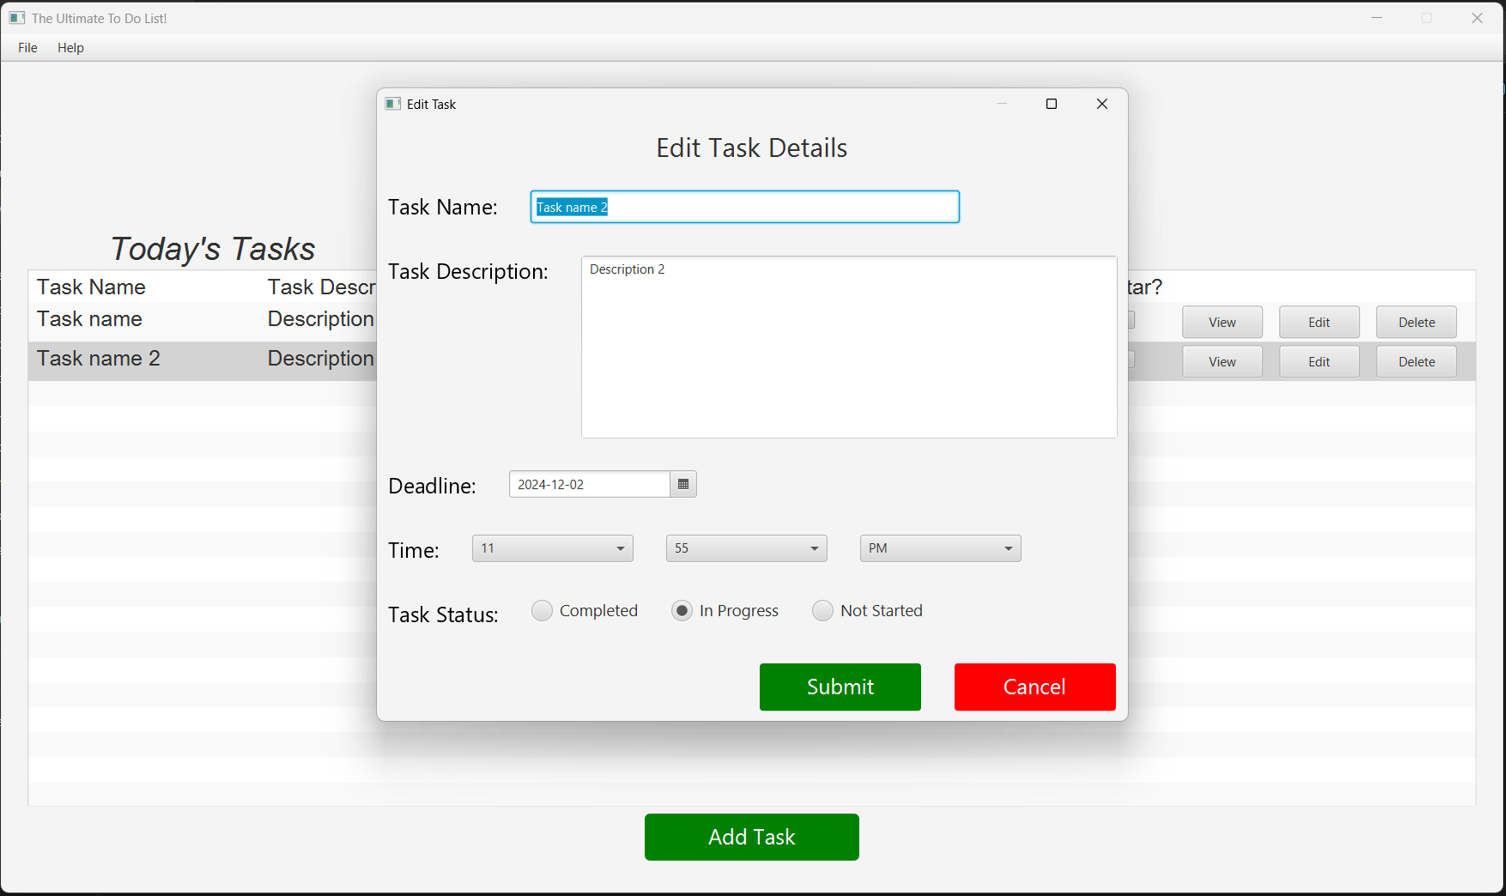 The Ultimate To Do List!
File Help
Edit Task
Edit Task Details
Task Name: Task name 2
Today's Tasks
Task Description: Description 2
Task Name Task Descr tar?
Task name Description View Edit Delete
Task name 2 Description View Edit Delete
Deadline: 2024-12-02
Time: 11 55 PM
Task Status: Completed In Progress Not Started
Submit Cancel
Add Task